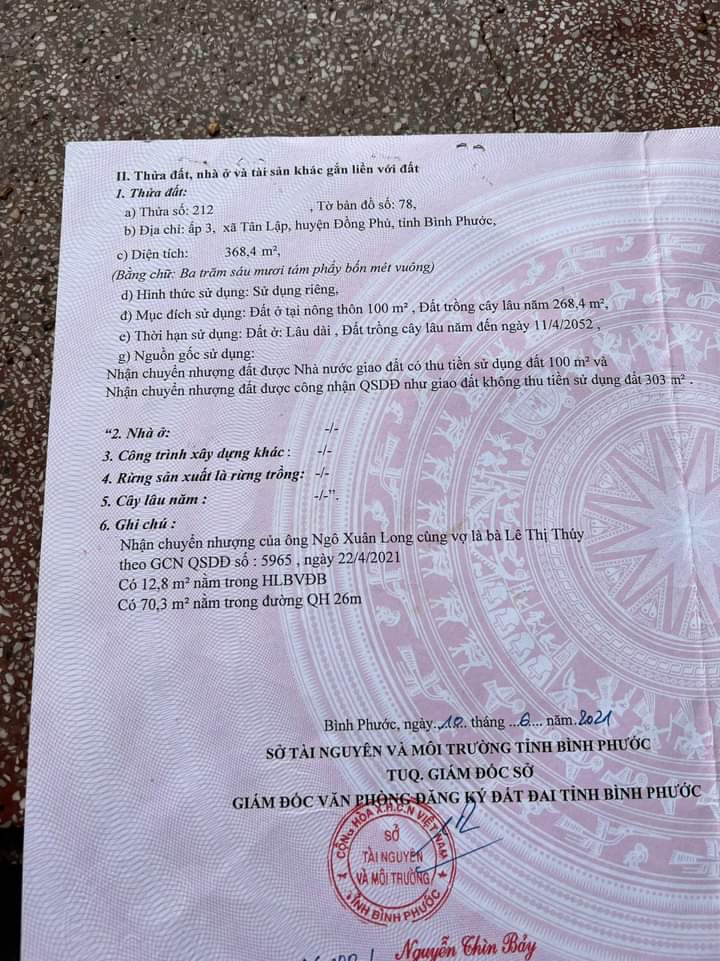 II. Thửa đất, nhà ở và tài sản khác gắn liền với đất
1. Thửa đất:
a) Thửa số: 212 , Tờ bản đồ số: 78,
b) Địa chỉ: ấp 3, xã Tân Lập, huyện Đồng Phú, tỉnh Bình Phước,
c) Diện tích: 368,4 m²,
(Bằng chữ: Ba trăm sáu mươi tám phẩy bốn mét vuông)
d) Hình thức sử dụng: Sử dụng riêng,
đ) Mục đích sử dụng: Đất ở tại nông thôn 100 m² , Đất trồng cây lâu năm 268,4 m²,
e) Thời hạn sử dụng: Đất ở: Lâu dài , Đất trồng cây lâu năm đến ngày 11/4/2052 ,
g) Nguồn gốc sử dụng:
Nhận chuyển nhượng đất được Nhà nước giao đất có thu tiền sử dụng đất 100 m² và
Nhận chuyển nhượng đất được công nhận QSDĐ như giao đất không thu tiền sử dụng đất 303 m² .
“2. Nhà ở: -/-
3. Công trình xây dựng khác : -/-
4. Rừng sản xuất là rừng trồng: -/-
5. Cây lâu năm : -/-”.
6. Ghi chú :
Nhận chuyển nhượng của ông Ngô Xuân Long cùng vợ là bà Lê Thị Thúy
theo GCN QSDĐ số : 5965 , ngày 22/4/2021
Có 12,8 m² nằm trong HLBVĐB
Có 70,3 m² nằm trong đường QH 26m
Bình Phước, ngày 10 tháng 6 năm 2021
SỞ TÀI NGUYÊN VÀ MÔI TRƯỜNG TỈNH BÌNH PHƯỚC
TUQ. GIÁM ĐỐC SỞ
GIÁM ĐỐC VĂN PHÒNG ĐĂNG KÝ ĐẤT ĐAI TỈNH BÌNH PHƯỚC
CỘNG HÒA X.H.C.N VIỆT NAM
SỞ
TÀI NGUYÊN
VÀ MÔI TRƯỜNG
TỈNH BÌNH PHƯỚC
Nguyễn Thìn Bảy